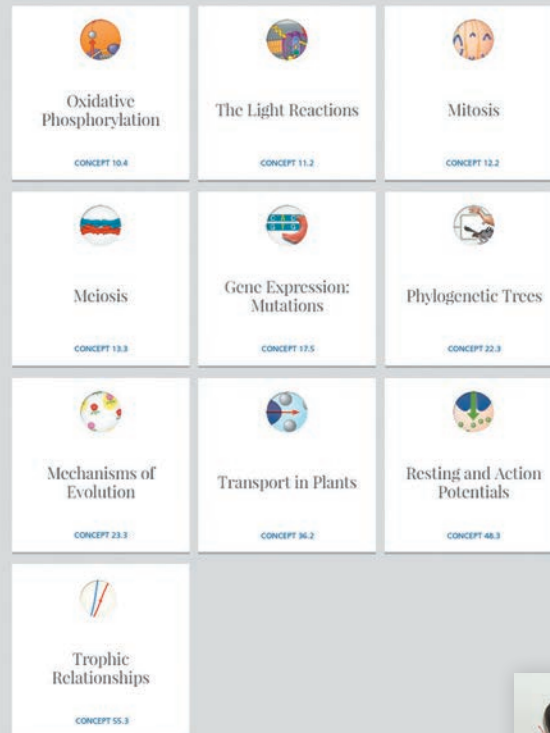 Oxidative
Phosphorylation
CONCEPT 10.4
The Light Reactions
CONCEPT 11.2
Mitosis
CONCEPT 12.2
Meiosis
CONCEPT 13.3
CAC
GTG
Gene Expression:
Mutations
CONCEPT 17.5
Phylogenetic Trees
CONCEPT 22.3
Mechanisms of
Evolution
CONCEPT 23.3
Transport in Plants
CONCEPT 36.2
Resting and Action
Potentials
CONCEPT 48.3
Trophic
Relationships
CONCEPT 55.3